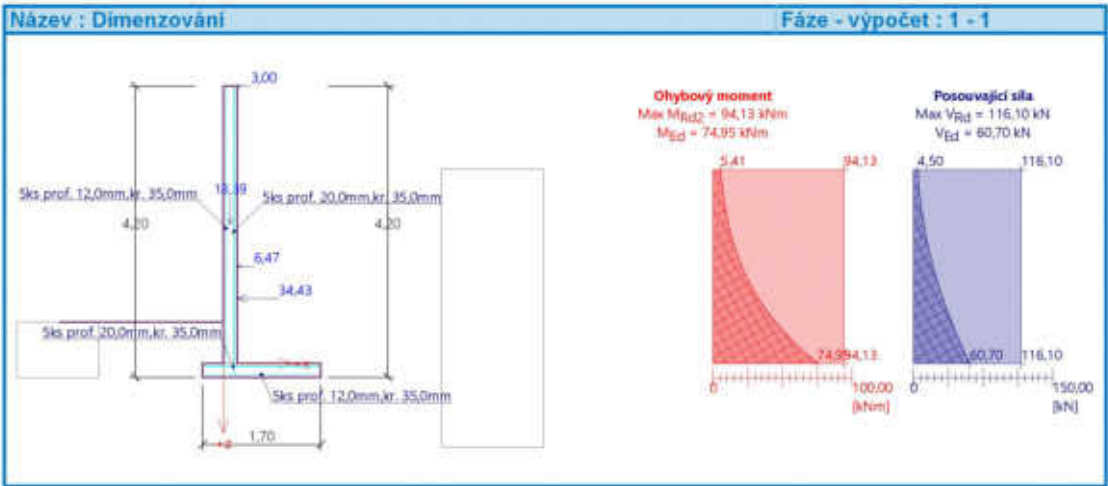 Název : Dimenzování
Fáze - výpočet : 1 - 1
3,00
Ohybový moment
Max MRd2 = 94,13 kNm
MEd = 74,95 kNm
Posouvající síla
Max VRd = 116,10 kN
VEd = 60,70 kN
5,41
94,13
4,50
116,10
5ks prof. 12,0mm,kr. 35,0mm
18,39
5ks prof. 20,0mm,kr. 35,0mm
4,20
4,20
6,47
34,43
5ks prof. 20,0mm,kr. 35,0mm
94,13
60,70
116,10
0
100,00
[kNm]
0
150,00
[kN]
5ks prof. 12,0mm,kr. 35,0mm
1,70